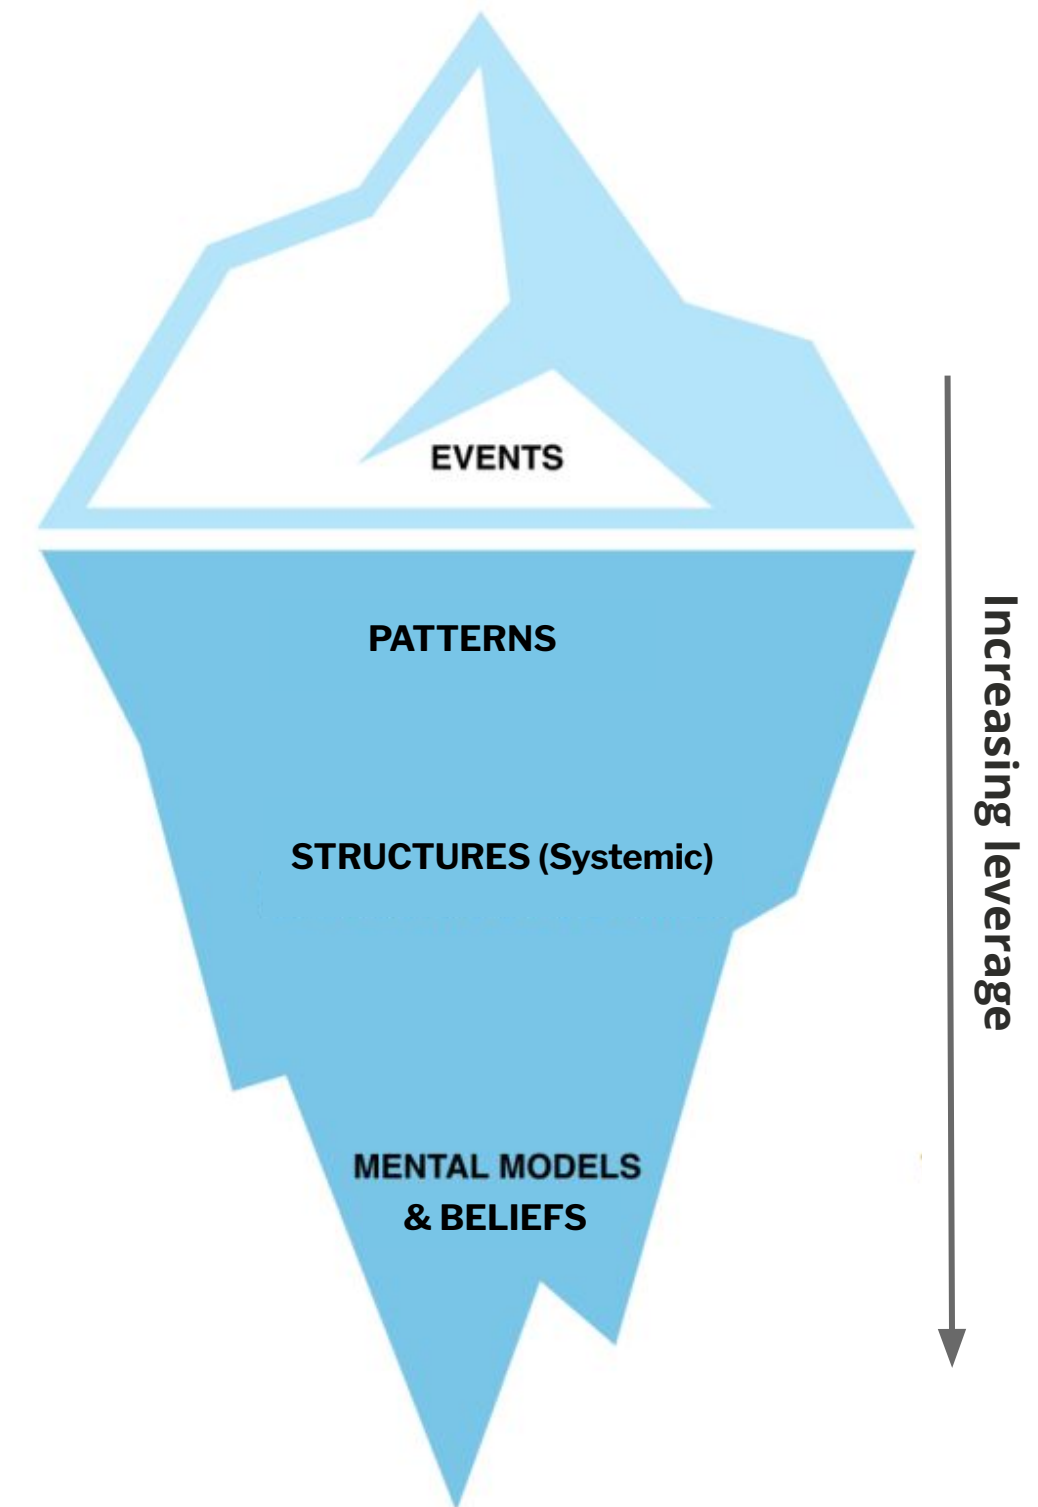 EVENTS
PATTERNS
STRUCTURES (Systemic)
MENTAL MODELS
& BELIEFS
Increasing leverage